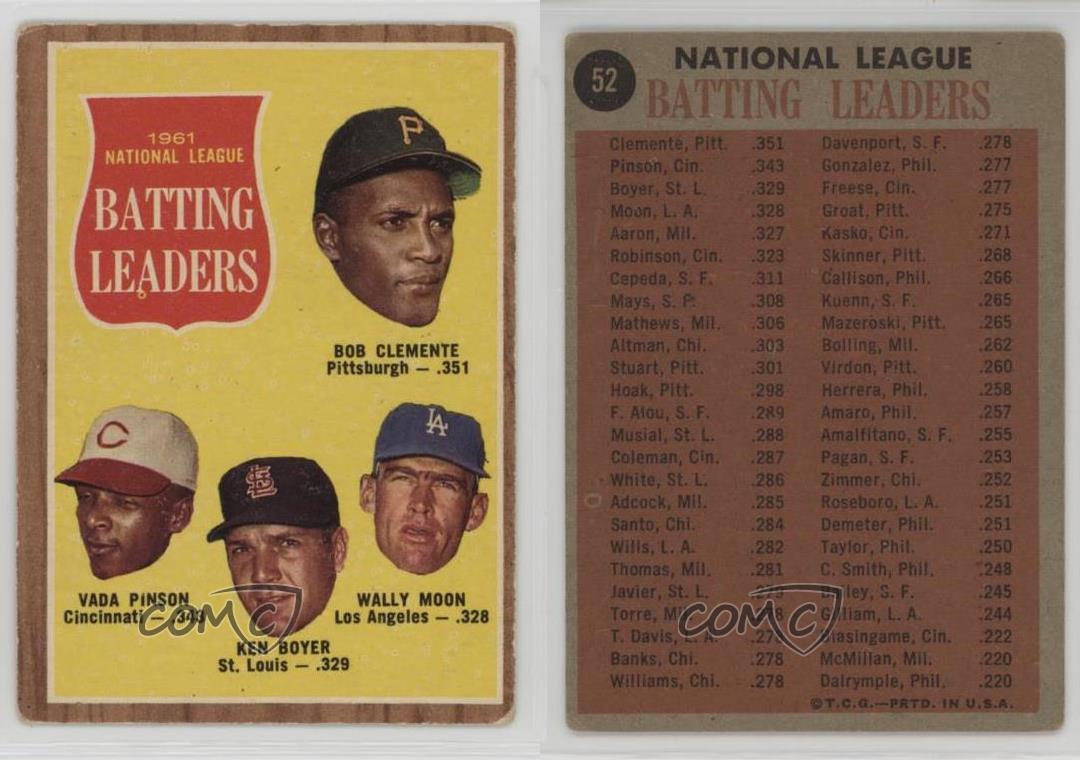 1961
NATIONAL LEAGUE
BATTING
LEADERS
P
BOB CLEMENTE
Pittsburgh — .351
C
STL
LA
VADA PINSON
Cincinnati — .343
WALLY MOON
Los Angeles — .328
KEN BOYER
St. Louis — .329
COMC
52
NATIONAL LEAGUE
BATTING LEADERS
Clemente, Pitt. .351 Davenport, S. F. .278
Pinson, Cin. .343 Gonzalez, Phil. .277
Boyer, St. L. .329 Freese, Cin. .277
Moon, L. A. .328 Groat, Pitt. .275
Aaron, Mil. .327 Kasko, Cin. .271
Robinson, Cin. .323 Skinner, Pitt. .268
Cepeda, S. F. .311 Callison, Phil. .266
Mays, S. F. .308 Kuenn, S. F. .265
Mathews, Mil. .306 Mazeroski, Pitt. .265
Altman, Chi. .303 Bolling, Mil. .262
Stuart, Pitt. .301 Virdon, Pitt. .260
Hoak, Pitt. .298 Herrera, Phil. .258
F. Alou, S. F. .289 Amaro, Phil. .257
Musial, St. L. .288 Amalfitano, S. F. .255
Coleman, Cin. .287 Pagan, S. F. .253
White, St. L. .286 Zimmer, Chi. .252
Adcock, Mil. .285 Roseboro, L. A. .251
Santo, Chi. .284 Demeter, Phil. .251
Wills, L. A. .282 Taylor, Phil. .250
Thomas, Mil. .281 C. Smith, Phil. .248
Javier, St. L. S. F. .245
Torre, Mil. L. A. .244
T. Davis, L. A. Blasingame, Cin. .222
Banks, Chi. .278 McMillan, Mil. .220
Williams, Chi. .278 Dalrymple, Phil. .220
©T.C.G.—PRTD. IN U.S.A.
COMC